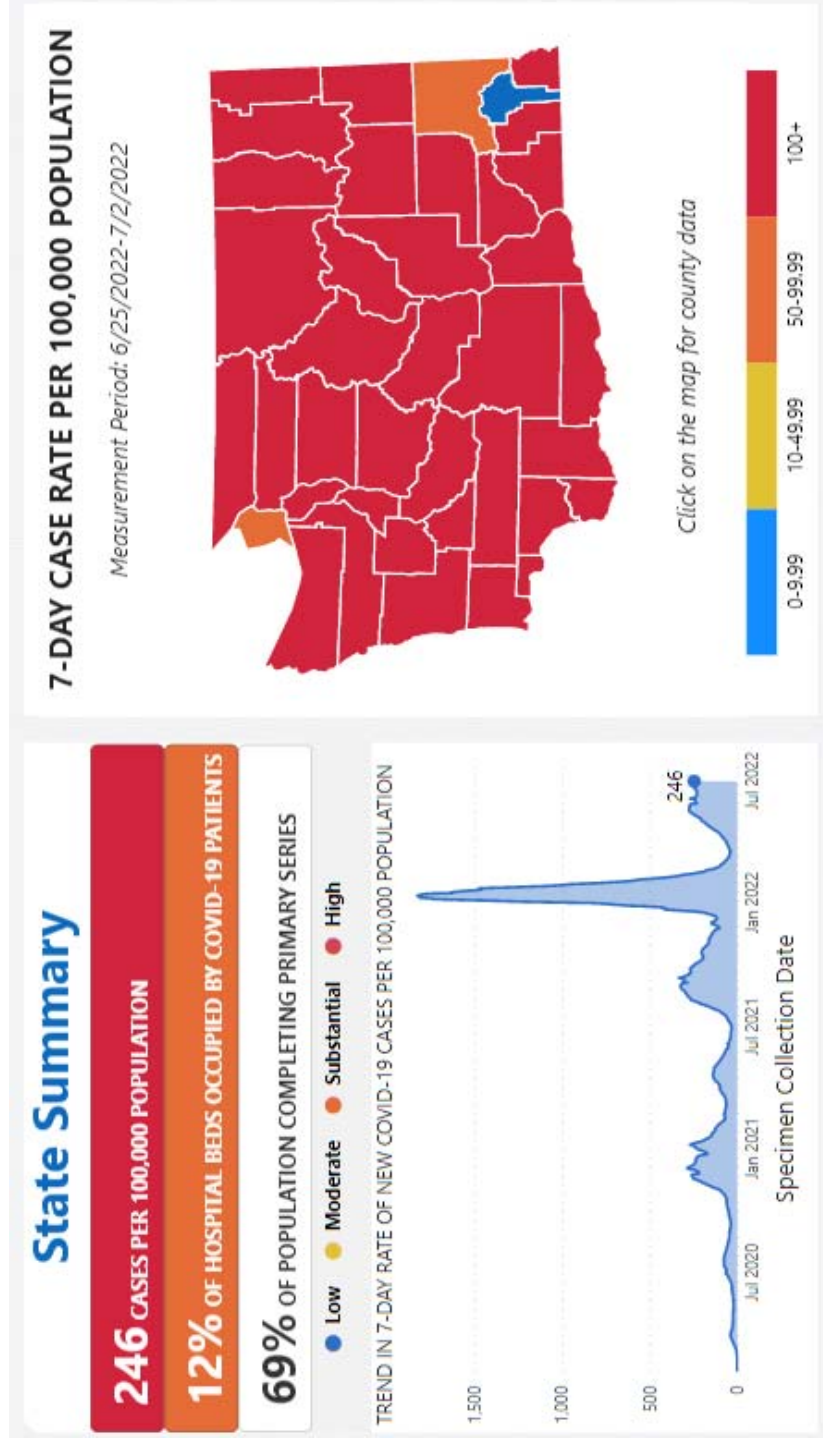 State Summary
246 CASES PER 100,000 POPULATION
12% OF HOSPITAL BEDS OCCUPIED BY COVID-19 PATIENTS
69% OF POPULATION COMPLETING PRIMARY SERIES
Low Moderate Substantial High
TREND IN 7-DAY RATE OF NEW COVID-19 CASES PER 100,000 POPULATION
1,500
1,000
500
0
246
Jul 2020 Jan 2021 Jul 2021 Jan 2022 Jul 2022
Specimen Collection Date
7-DAY CASE RATE PER 100,000 POPULATION
Measurement Period: 6/25/2022-7/2/2022
Click on the map for county data
0-9.99 10-49.99 50-99.99 100+